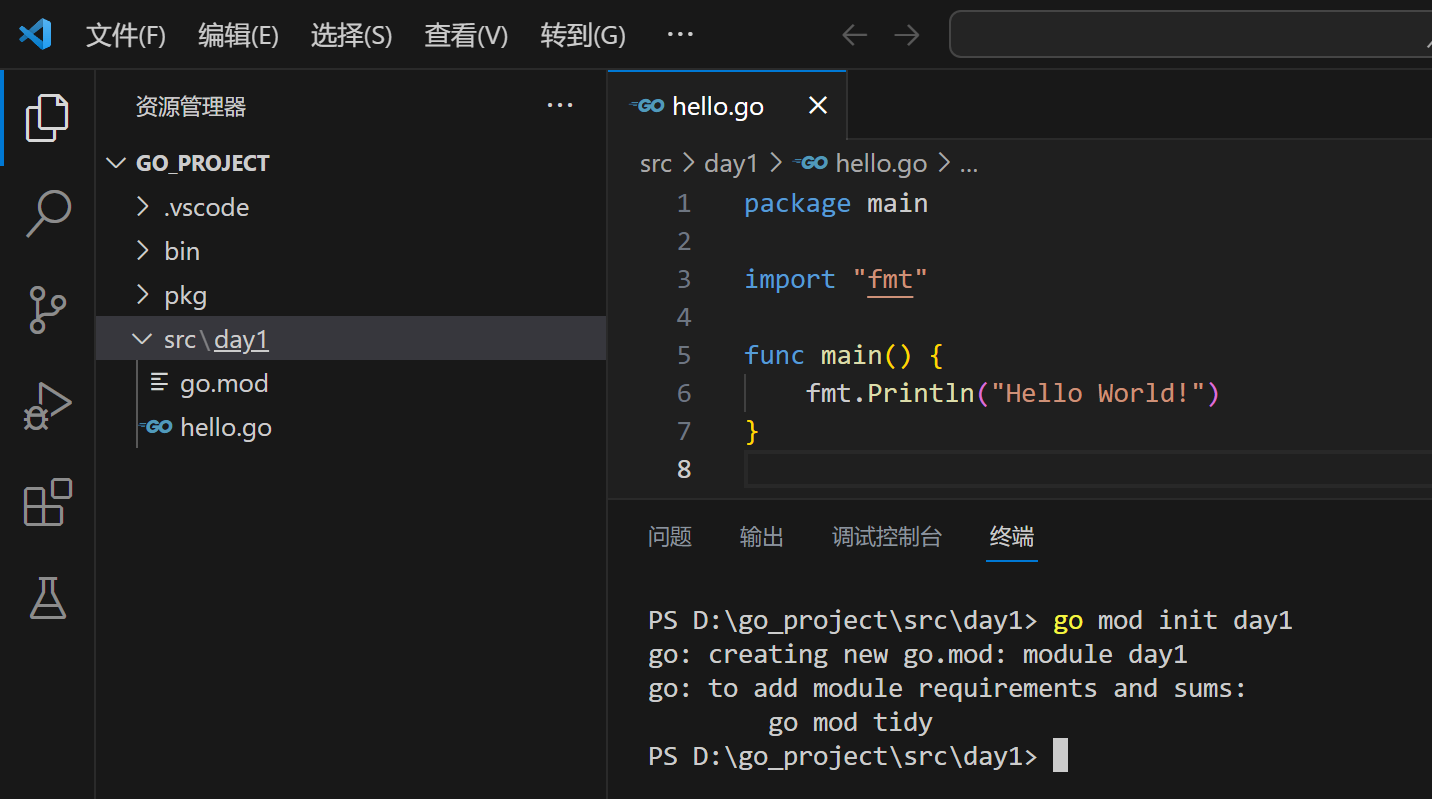 文件(F) 编辑(E) 选择(S) 查看(V) 转到(G) ···
资源管理器 ···
GO_PROJECT
.vscode
bin
pkg
src\day1
go.mod
GO hello.go
GO hello.go
src > day1 > GO hello.go > ...
1 package main
2
3 import "fmt"
4
5 func main() {
6 fmt.Println("Hello World!")
7 }
8
问题 输出 调试控制台 终端
PS D:\go_project\src\day1> go mod init day1
go: creating new go.mod: module day1
go: to add module requirements and sums:
go mod tidy
PS D:\go_project\src\day1>